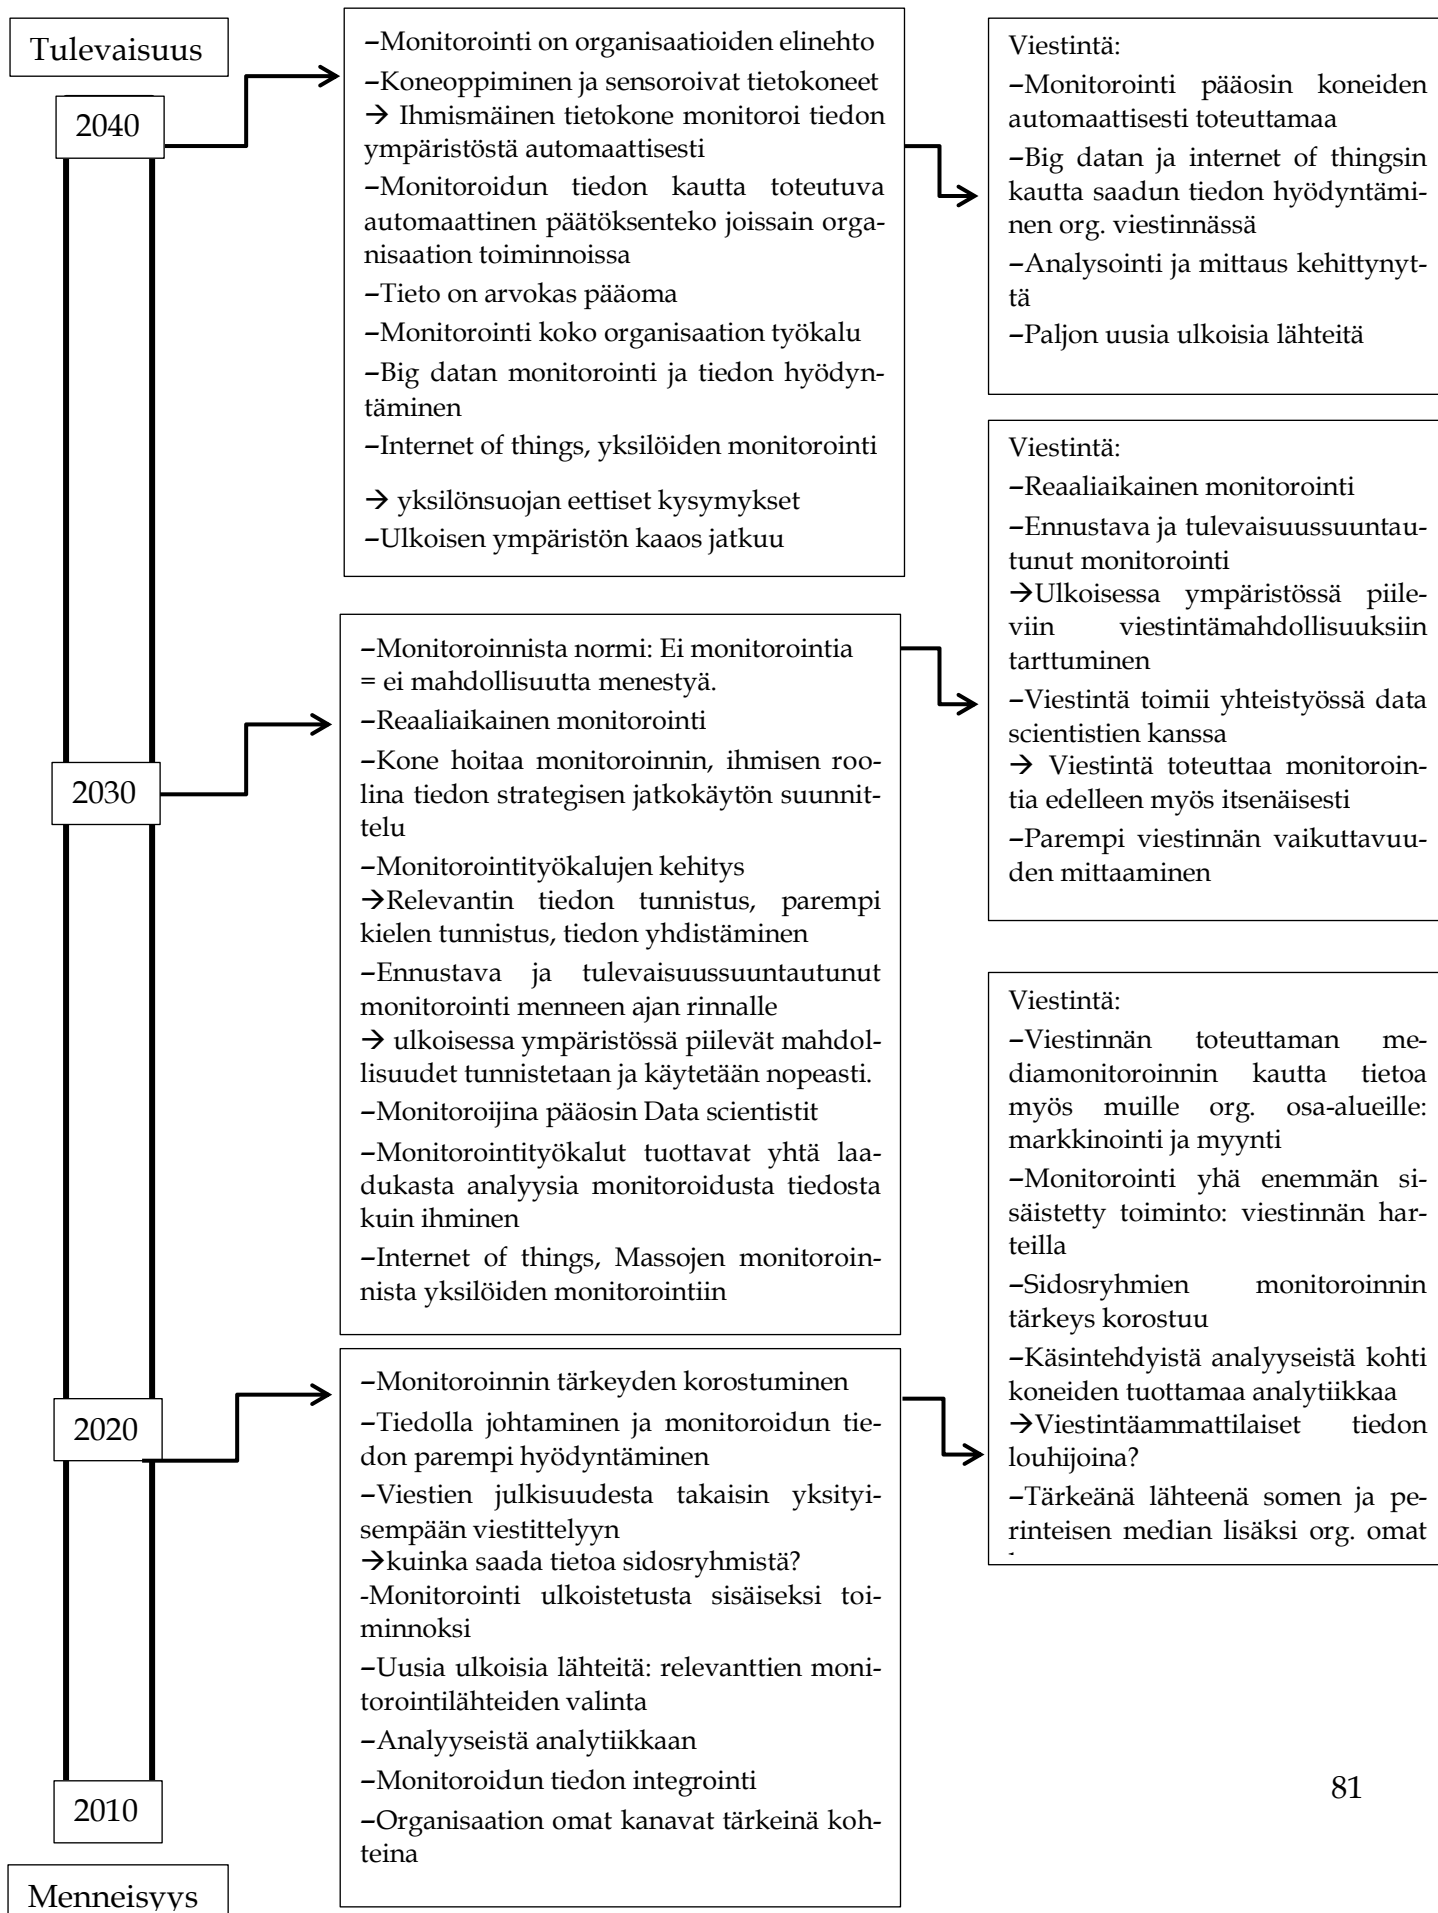 Tulevaisuus
2040
–Monitorointi on organisaatioiden elinehto
–Koneoppiminen ja sensoroivat tietokoneet
→ Ihmismäinen tietokone monitoroi tiedon
ympäristöstä automaattisesti
–Monitoroidun tiedon kautta toteutuva
automaattinen päätöksenteko joissain orga-
nisaation toiminnoissa
–Tieto on arvokas pääoma
–Monitorointi koko organisaation työkalu
–Big datan monitorointi ja tiedon hyödyn-
täminen
–Internet of things, yksilöiden monitorointi
→ yksilönsuojan eettiset kysymykset
–Ulkoisen ympäristön kaaos jatkuu
Viestintä:
–Monitorointi pääosin koneiden
automaattisesti toteuttamaa
–Big datan ja internet of thingsin
kautta saadun tiedon hyödyntämi-
nen org. viestinnässä
–Analysointi ja mittaus kehittynyt-
tä
–Paljon uusia ulkoisia lähteitä
2030
–Monitoroinnista normi: Ei monitorointia
= ei mahdollisuutta menestyä.
–Reaaliaikainen monitorointi
–Kone hoitaa monitoroinnin, ihmisen roo-
lina tiedon strategisen jatkokäytön suunnit-
telu
–Monitorointityökalujen kehitys
→Relevantin tiedon tunnistus, parempi
kielen tunnistus, tiedon yhdistäminen
–Ennustava ja tulevaisuussuuntautunut
monitorointi menneen ajan rinnalle
→ ulkoisessa ympäristössä piilevät mahdol-
lisuudet tunnistetaan ja käytetään nopeasti.
–Monitoroijina pääosin Data scientistit
–Monitorointityökalut tuottavat yhtä laa-
dukasta analyysia monitoroidusta tiedosta
kuin ihminen
–Internet of things, Massojen monitoroin-
nista yksilöiden monitorointiin
Viestintä:
–Reaaliaikainen monitorointi
–Ennustava ja tulevaisuussuuntau-
tunut monitorointi
→Ulkoisessa ympäristössä piile-
viin viestintämahdollisuuksiin
tarttuminen
–Viestintä toimii yhteistyössä data
scientistien kanssa
→ Viestintä toteuttaa monitoroin-
tia edelleen myös itsenäisesti
–Parempi viestinnän vaikuttavuu-
den mittaaminen
2020
–Monitoroinnin tärkeyden korostuminen
–Tiedolla johtaminen ja monitoroidun tie-
don parempi hyödyntäminen
–Viestien julkisuudesta takaisin yksityi-
sempään viestittelyyn
→kuinka saada tietoa sidosryhmistä?
-Monitorointi ulkoistetusta sisäiseksi toi-
minnoksi
–Uusia ulkoisia lähteitä: relevanttien moni-
torointilähteiden valinta
–Analyyseistä analytiikkaan
–Monitoroidun tiedon integrointi
–Organisaation omat kanavat tärkeinä koh-
teina
Viestintä:
–Viestinnän toteuttaman me-
diamonitoroinnin kautta tietoa
myös muille org. osa-alueille:
markkinointi ja myynti
–Monitorointi yhä enemmän si-
säistetty toiminto: viestinnän har-
teilla
–Sidosryhmien monitoroinnin
tärkeys korostuu
–Käsintehdyistä analyyseistä kohti
koneiden tuottamaa analytiikkaa
→Viestintäammattilaiset tiedon
louhijoina?
–Tärkeänä lähteenä somen ja pe-
rinteisen median lisäksi org. omat
2010
Menneisyys
81